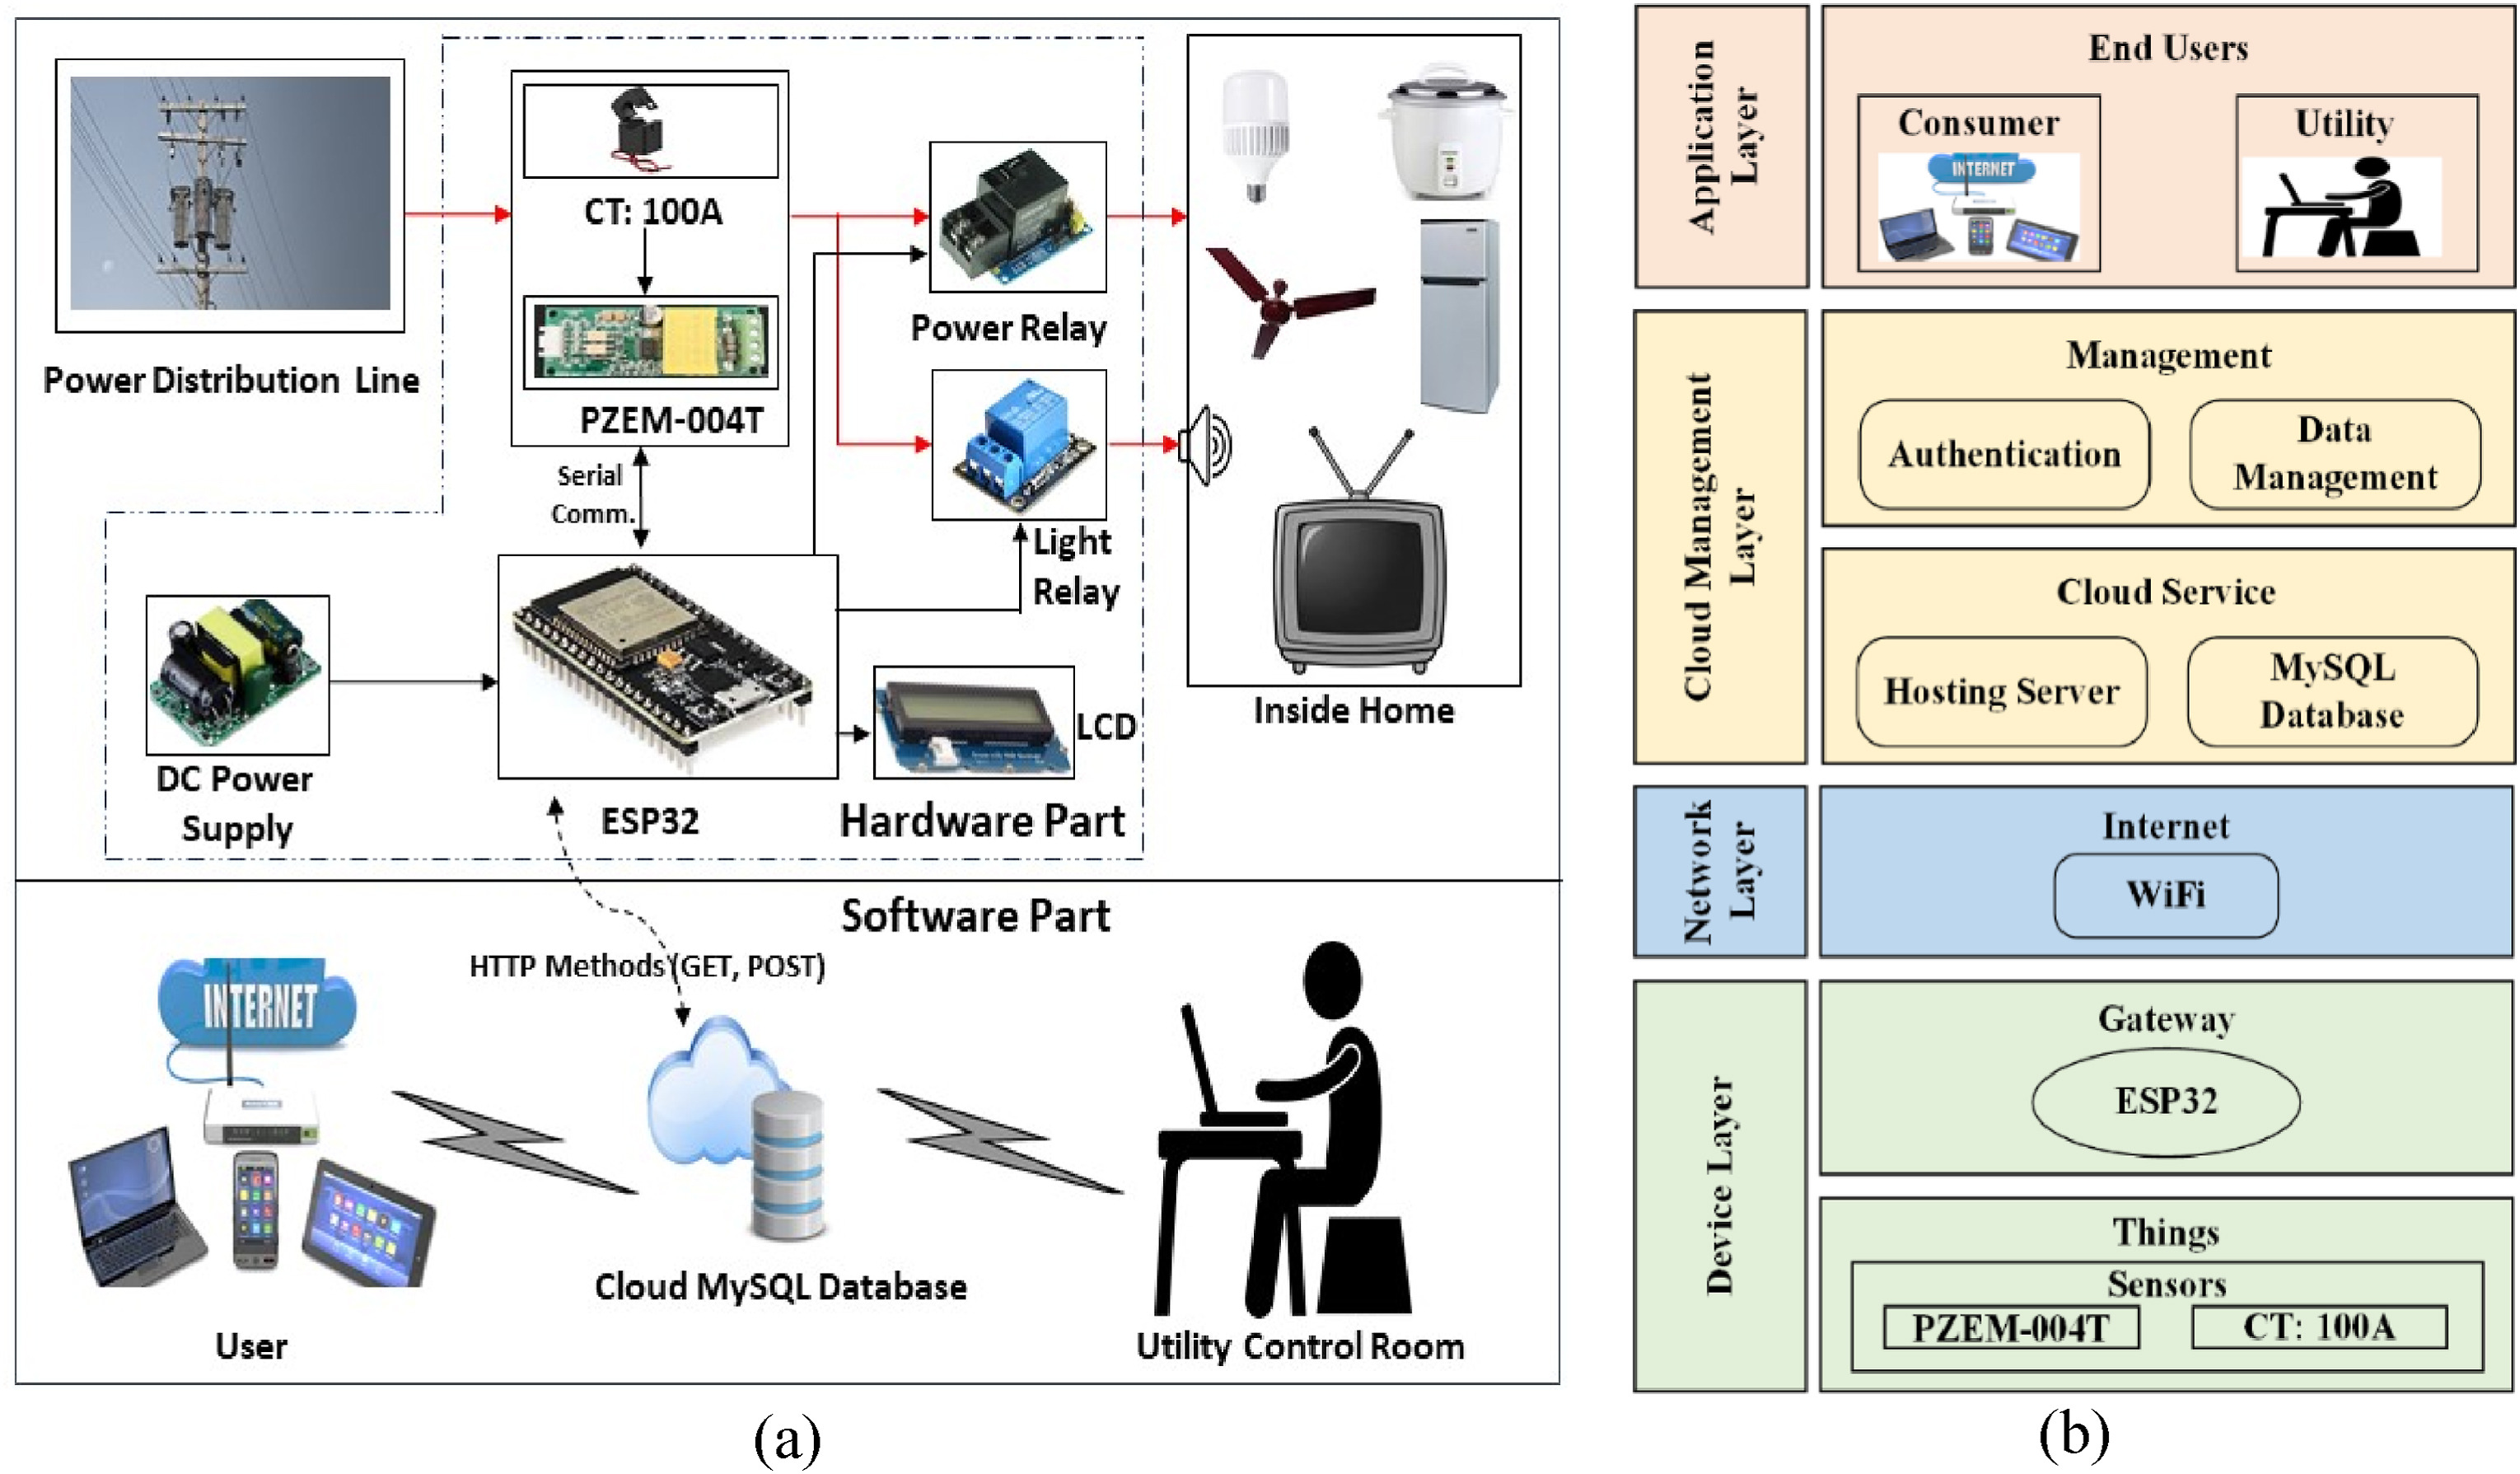 CT: 100A
Power Distribution Line
PZEM-004T
Serial
Comm.
Power Relay
Light
Relay
Inside Home
LCD
DC Power
Supply
ESP32
Hardware Part
Software Part
HTTP Methods (GET, POST)
INTERNET
Cloud MySQL Database
User
Utility Control Room
(a)
Application
Layer
End Users
Consumer
INTERNET
Utility
Cloud Management
Layer
Management
Authentication
Data
Management
Cloud Service
Hosting Server
MySQL
Database
Network
Layer
Internet
WiFi
Device Layer
Gateway
ESP32
Things
Sensors
PZEM-004T
CT: 100A
(b)